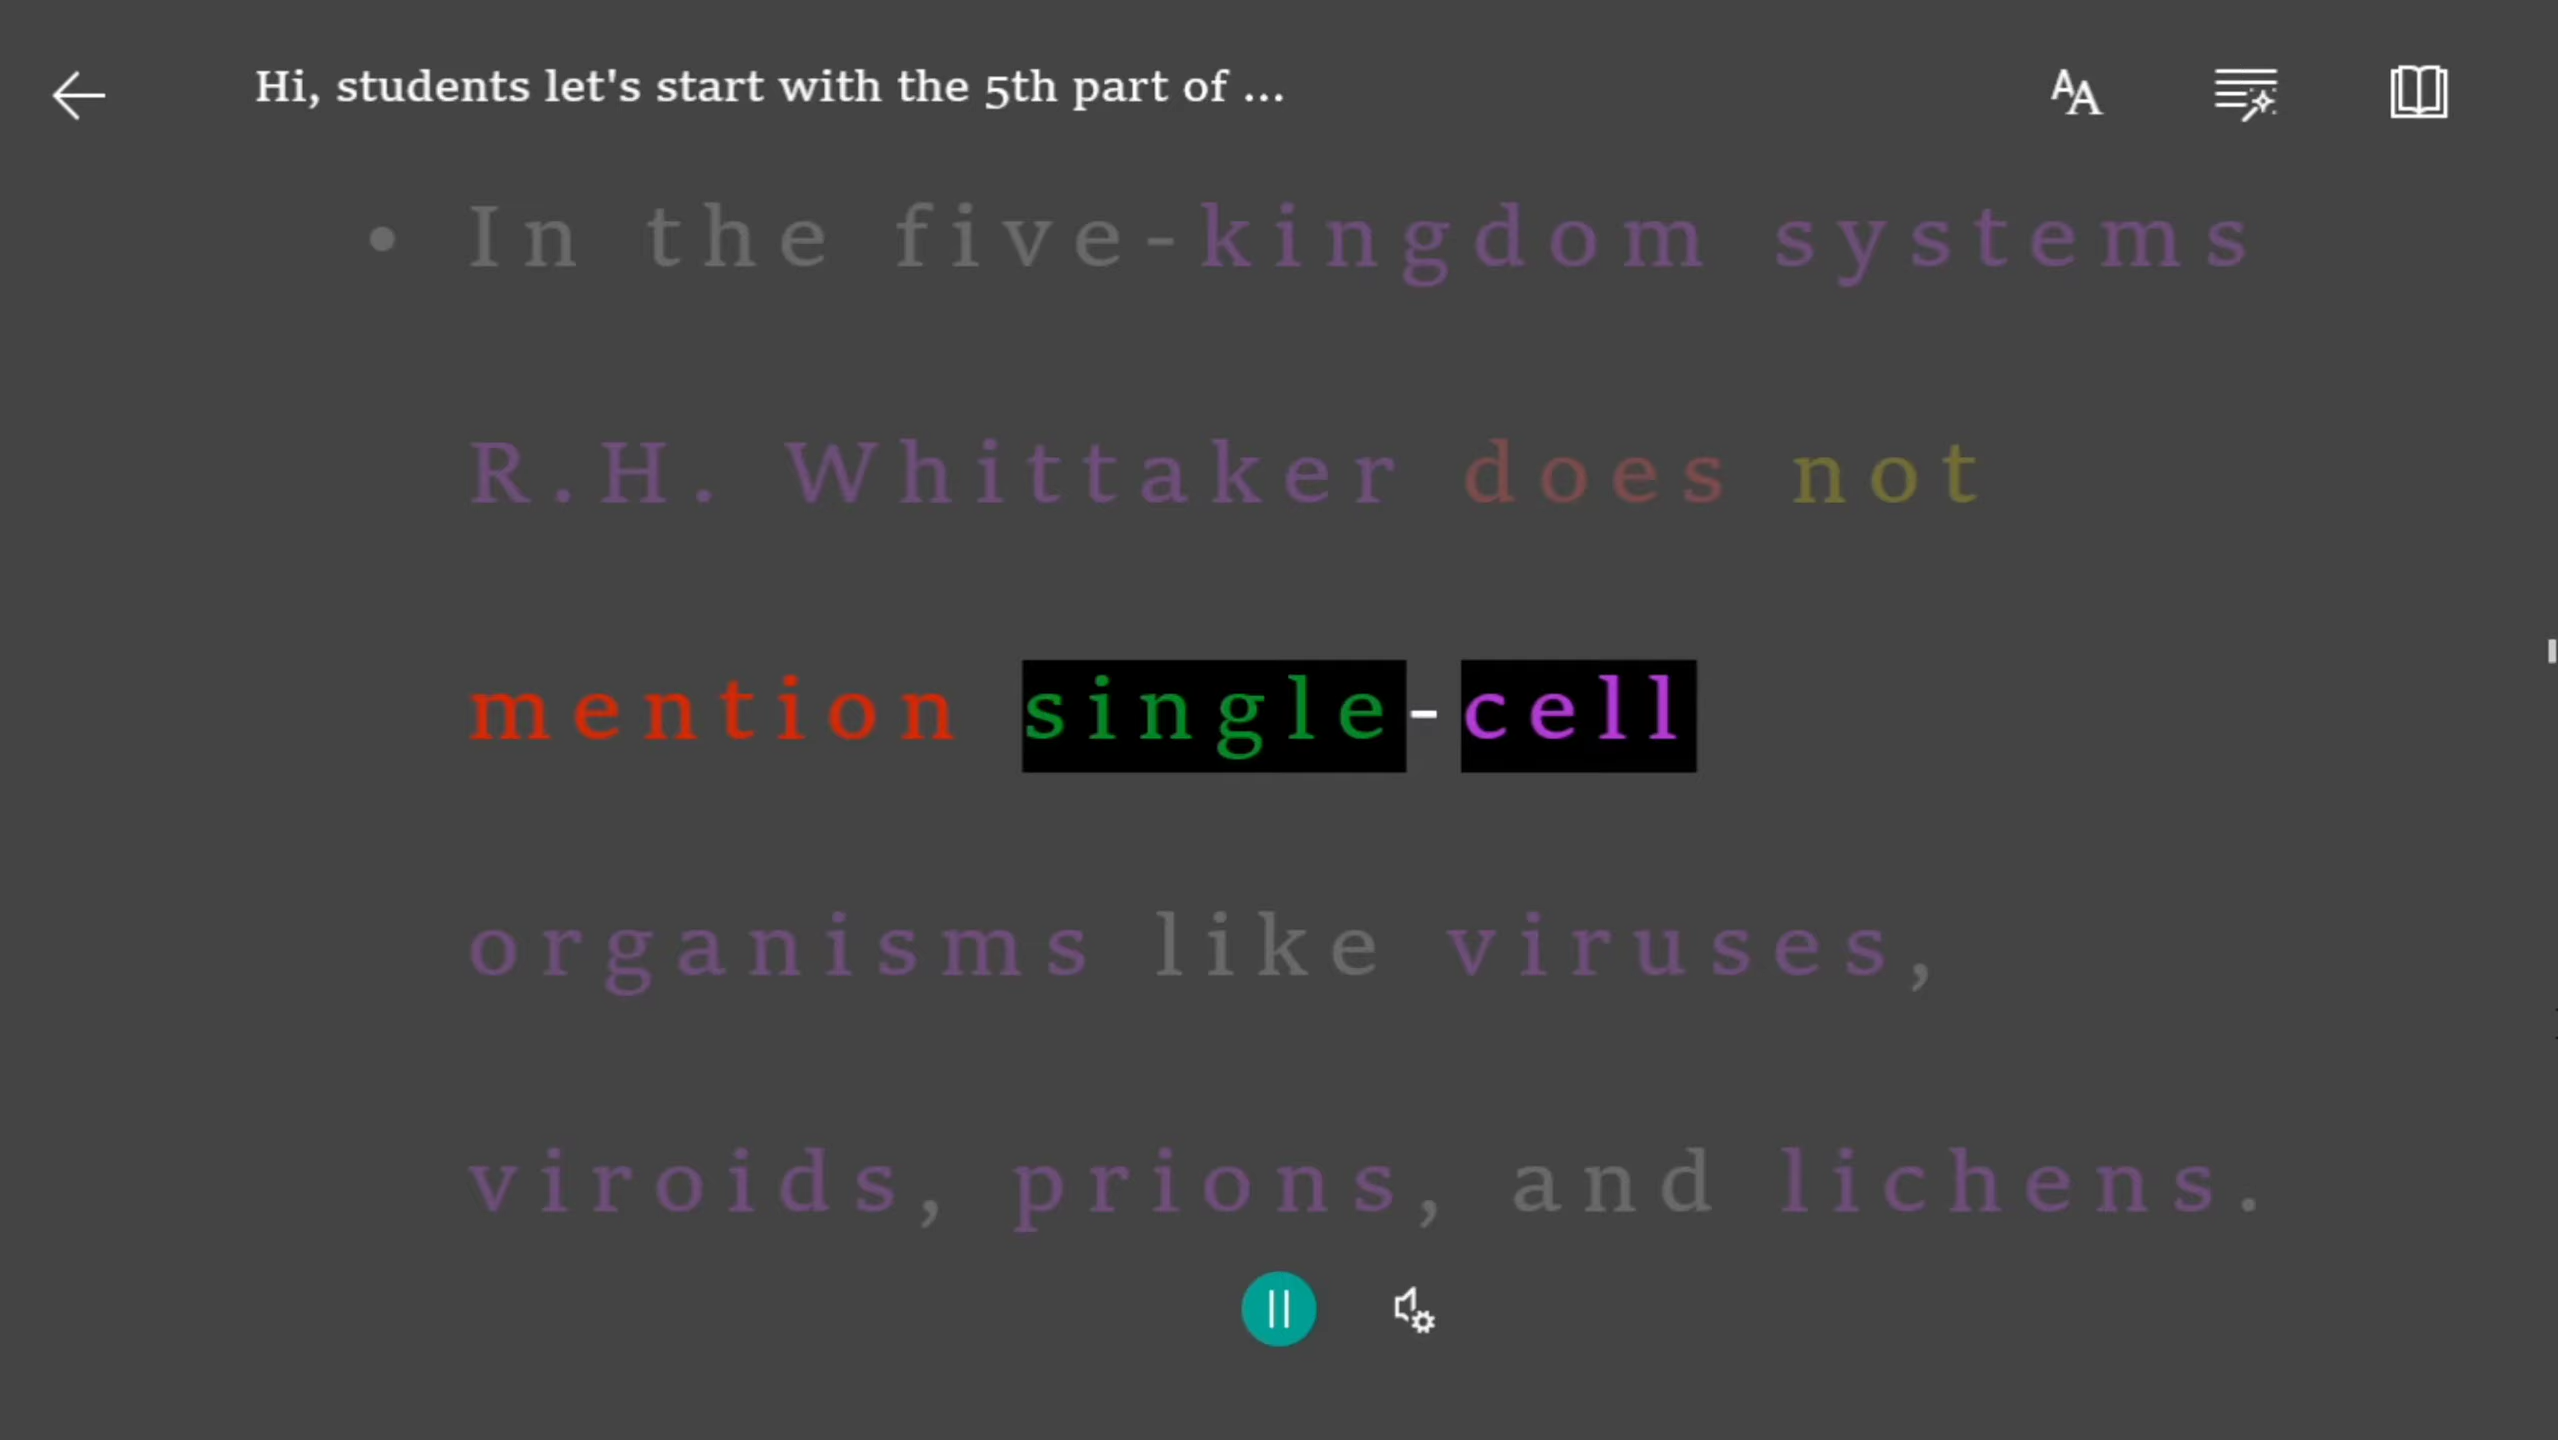 Hi, students let's start with the 5th part of ...
• In the five-kingdom systems
R.H. Whittaker does not
mention single-cell
organisms like viruses,
viroids, prions, and lichens.